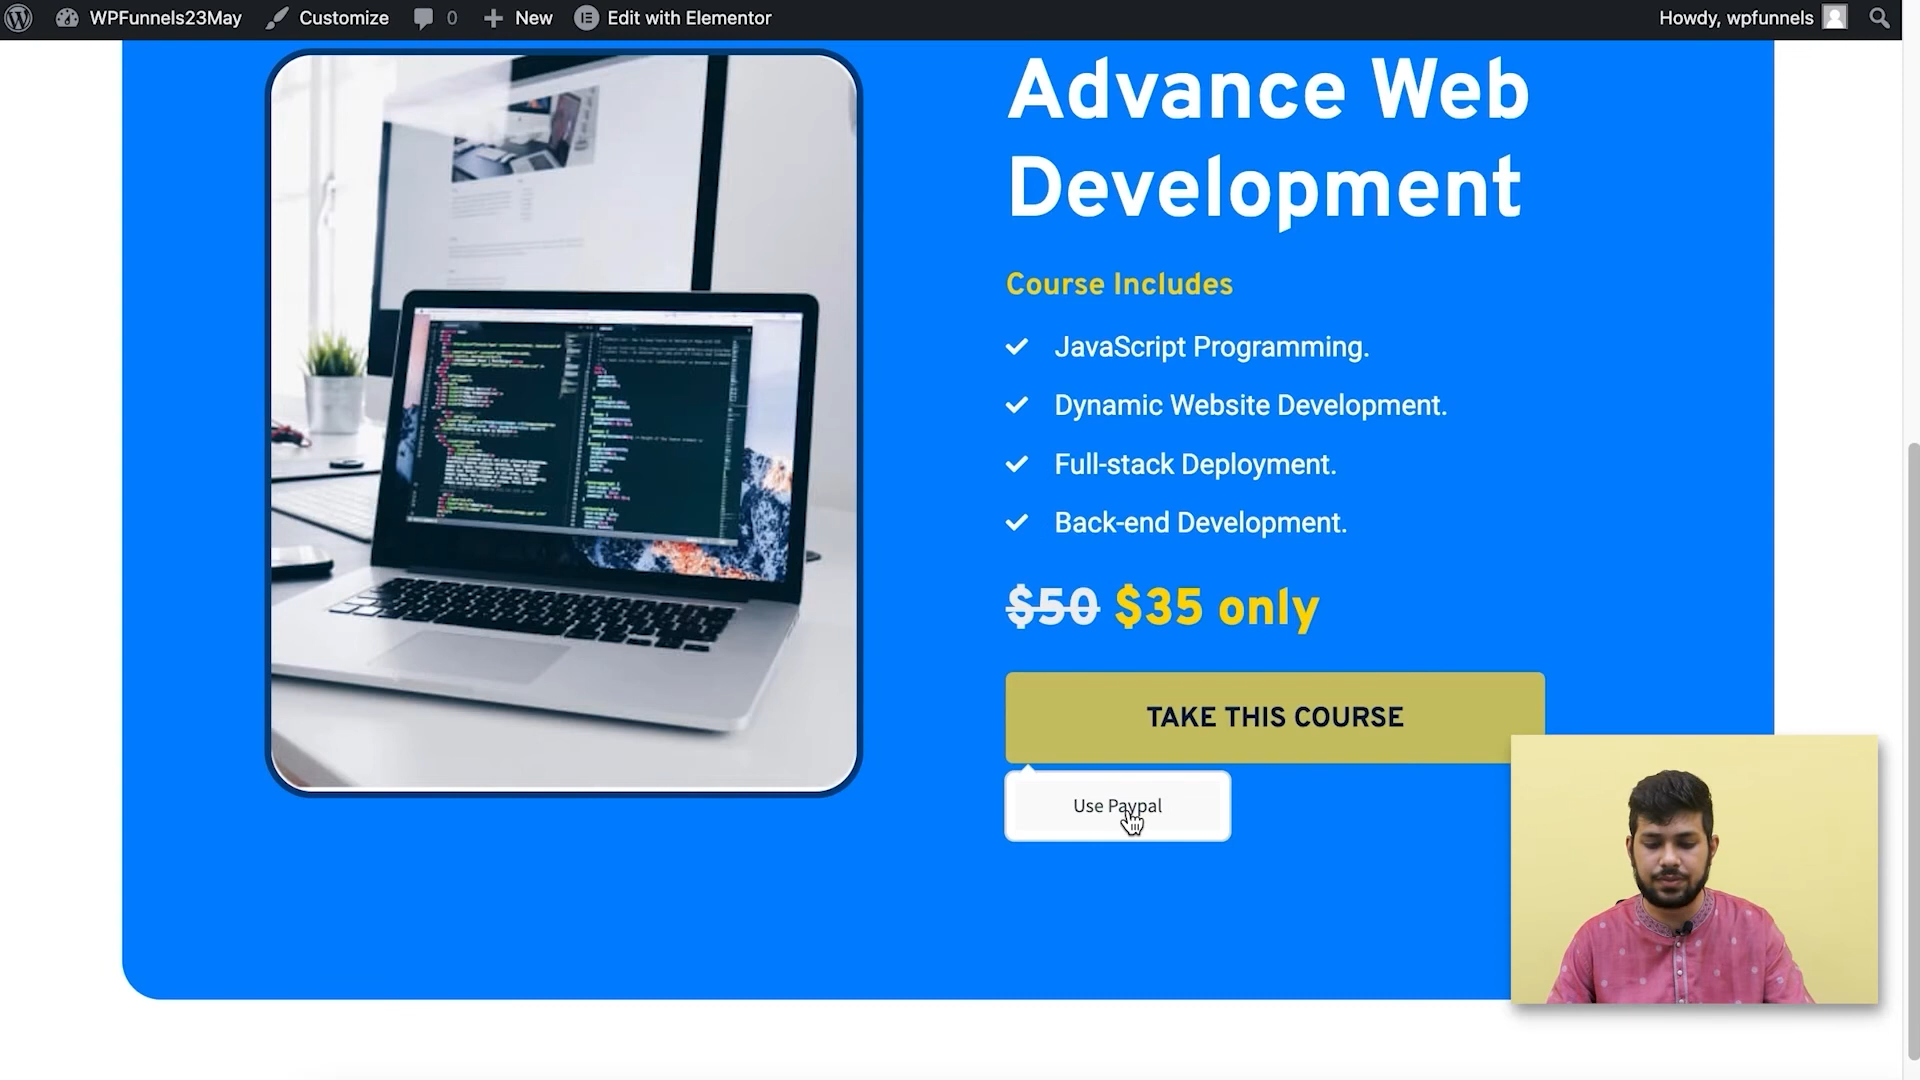 WPFunnels23May Customize 0 New Edit with Elementor Howdy, wpfunnels
Advance Web
Development
Course Includes
JavaScript Programming.
Dynamic Website Development.
Full-stack Deployment.
Back-end Development.
$50 $35 only
TAKE THIS COURSE
Use Paypal